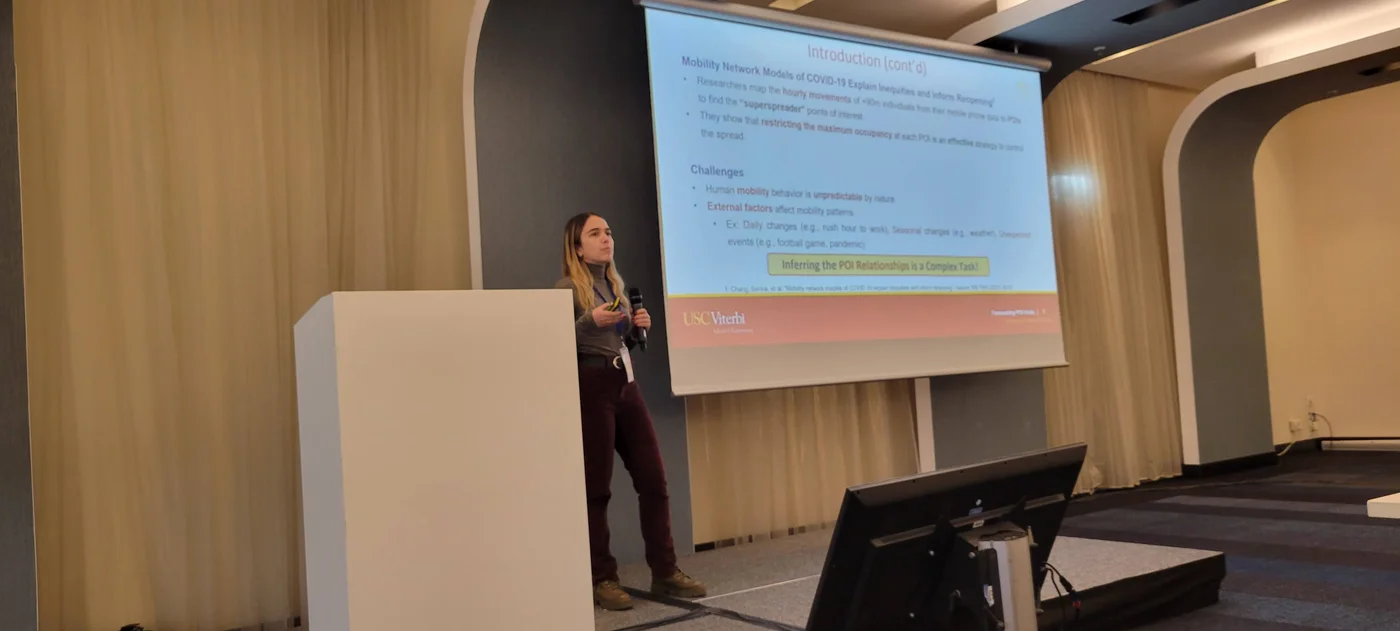 Introduction (cont'd)
Mobility Network Models of COVID-19 Explain Inequities and Inform Reopening¹
• Researchers map the hourly movements of +90m individuals from their mobile phone data to POIs
to find the "superspreader" points of interest.
• They show that restricting the maximum occupancy at each POI is an effective strategy to control
the spread.
Challenges
• Human mobility behavior is unpredictable by nature
• External factors affect mobility patterns
• Ex: Daily changes (e.g., rush hour to work), Seasonal changes (e.g., weather), Unexpected
events (e.g., football game, pandemic)
Inferring the POI Relationships is a Complex Task!
USC Viterbi